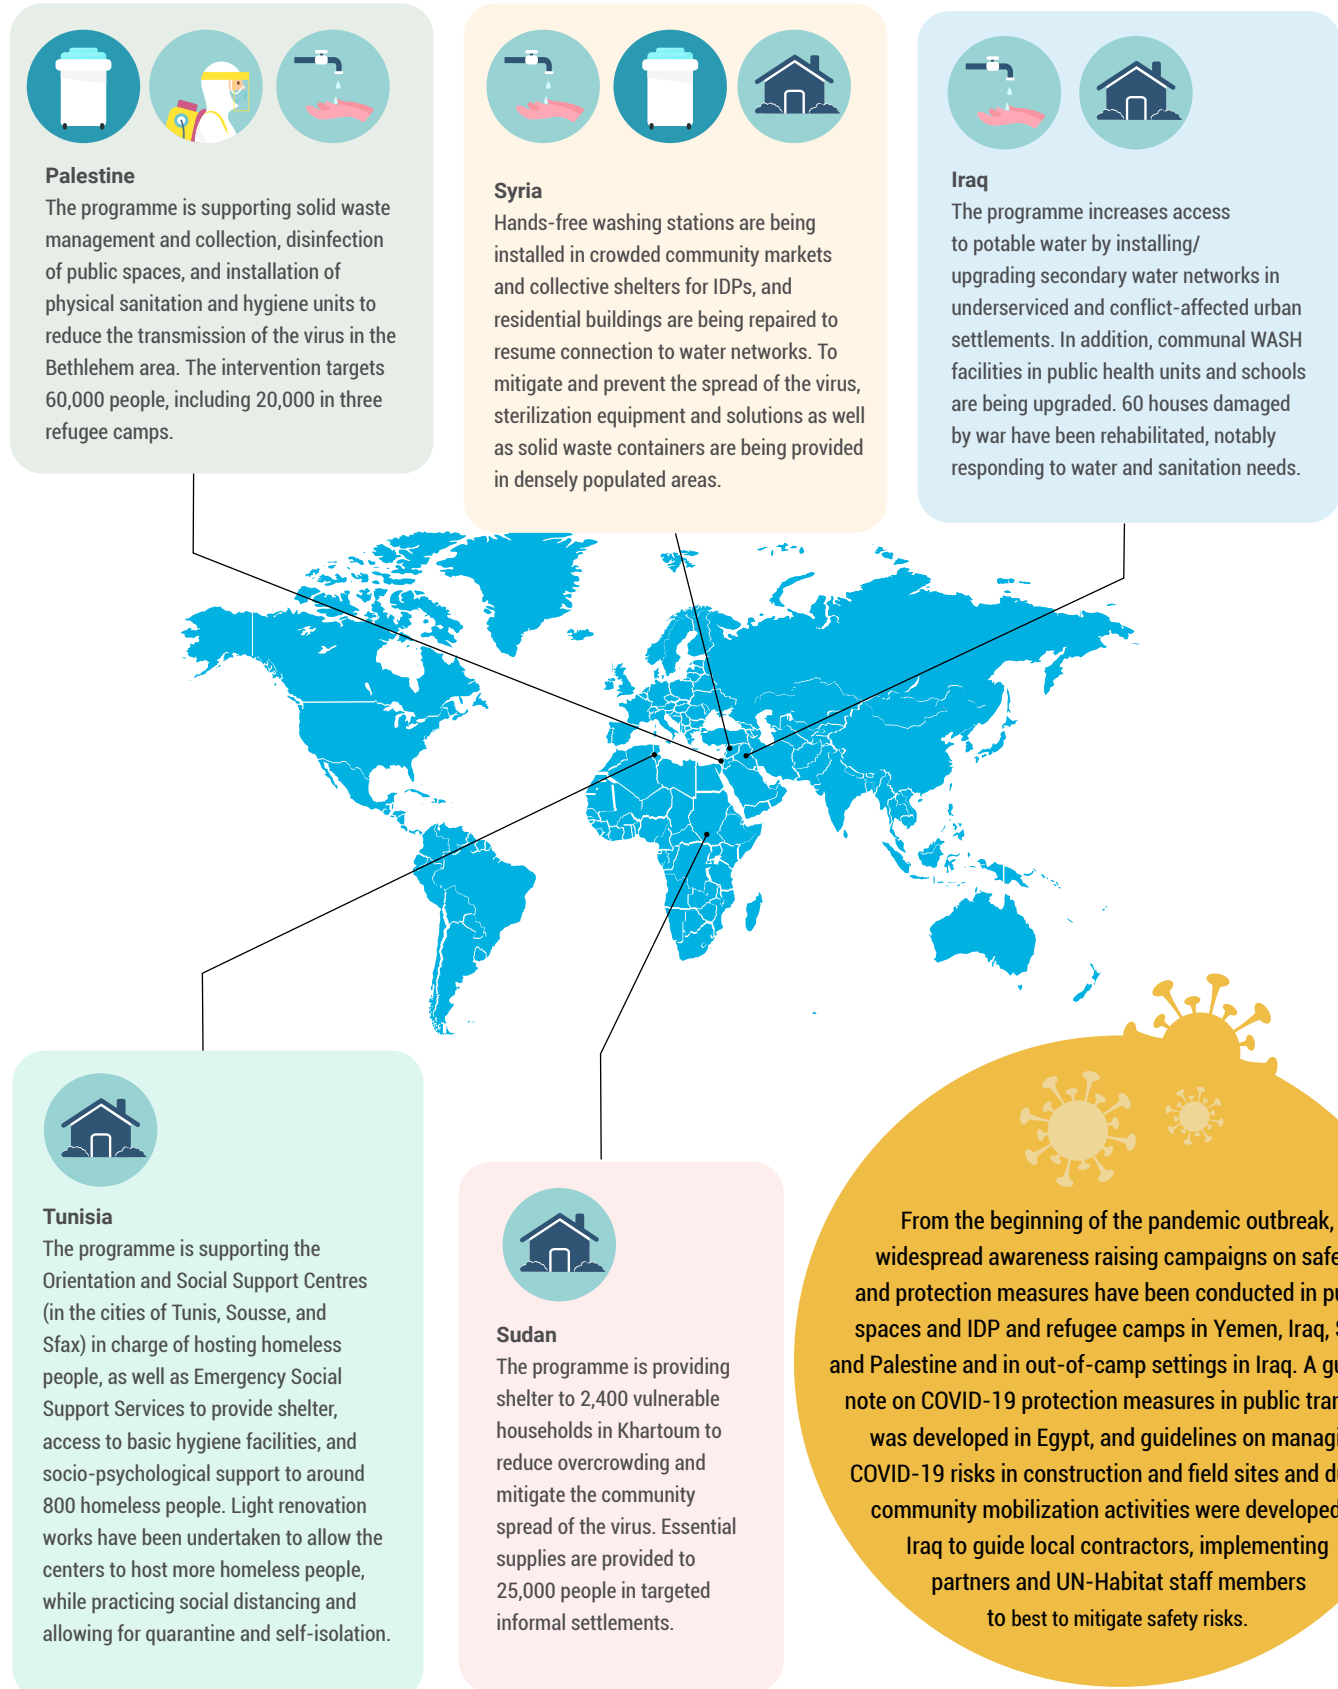 Palestine
The programme is supporting solid waste
management and collection, disinfection
of public spaces, and installation of
physical sanitation and hygiene units to
reduce the transmission of the virus in the
Bethlehem area. The intervention targets
60,000 people, including 20,000 in three
refugee camps.
Syria
Hands-free washing stations are being
installed in crowded community markets
and collective shelters for IDPs, and
residential buildings are being repaired to
resume connection to water networks. To
mitigate and prevent the spread of the virus,
sterilization equipment and solutions as well
as solid waste containers are being provided
in densely populated areas.
Iraq
The programme increases access
to potable water by installing/
upgrading secondary water networks in
underserviced and conflict-affected urban
settlements. In addition, communal WASH
facilities in public health units and schools
are being upgraded. 60 houses damaged
by war have been rehabilitated, notably
responding to water and sanitation needs.
Tunisia
The programme is supporting the
Orientation and Social Support Centres
(in the cities of Tunis, Sousse, and
Sfax) in charge of hosting homeless
people, as well as Emergency Social
Support Services to provide shelter,
access to basic hygiene facilities, and
socio-psychological support to around
800 homeless people. Light renovation
works have been undertaken to allow the
centers to host more homeless people,
while practicing social distancing and
allowing for quarantine and self-isolation.
Sudan
The programme is providing
shelter to 2,400 vulnerable
households in Khartoum to
reduce overcrowding and
mitigate the community
spread of the virus. Essential
supplies are provided to
25,000 people in targeted
informal settlements.
From the beginning of the pandemic outbreak,
widespread awareness raising campaigns on
and protection measures have been conducted in
spaces and IDP and refugee camps in Yemen, Iraq,
and Palestine and in out-of-camp settings in Iraq. A
note on COVID-19 protection measures in public
was developed in Egypt, and guidelines on
COVID-19 risks in construction and field sites and
community mobilization activities were developed
Iraq to guide local contractors, implementing
partners and UN-Habitat staff members
to best to mitigate safety risks.